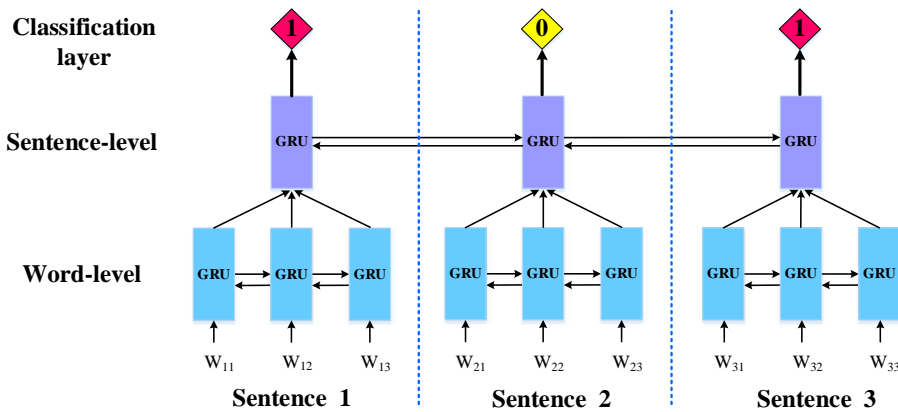 Classification
layer
1 0 1
Sentence-level
GRU GRU GRU
Word-level
GRU GRU GRU GRU GRU GRU GRU GRU GRU
W11 W12 W13 W21 W22 W23 W31 W32 W33
Sentence 1 Sentence 2 Sentence 3